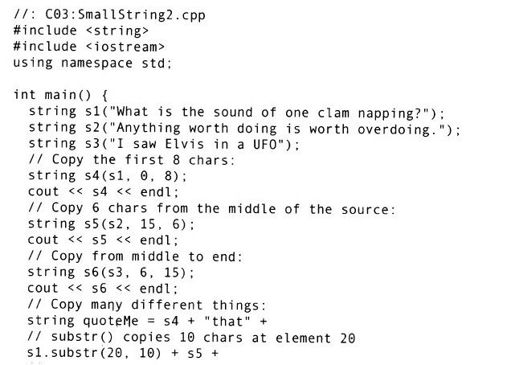 //: C03:SmallString2.cpp
#include <string>
#include <iostream>
using namespace std;

int main() {
  string s1("What is the sound of one clam napping?");
  string s2("Anything worth doing is worth overdoing.");
  string s3("I saw Elvis in a UFO");
  // Copy the first 8 chars:
  string s4(s1, 0, 8);
  cout << s4 << endl;
  // Copy 6 chars from the middle of the source:
  string s5(s2, 15, 6);
  cout << s5 << endl;
  // Copy from middle to end:
  string s6(s3, 6, 15);
  cout << s6 << endl;
  // Copy many different things:
  string quoteMe = s4 + "that" +
  // substr() copies 10 chars at element 20
  s1.substr(20, 10) + s5 +